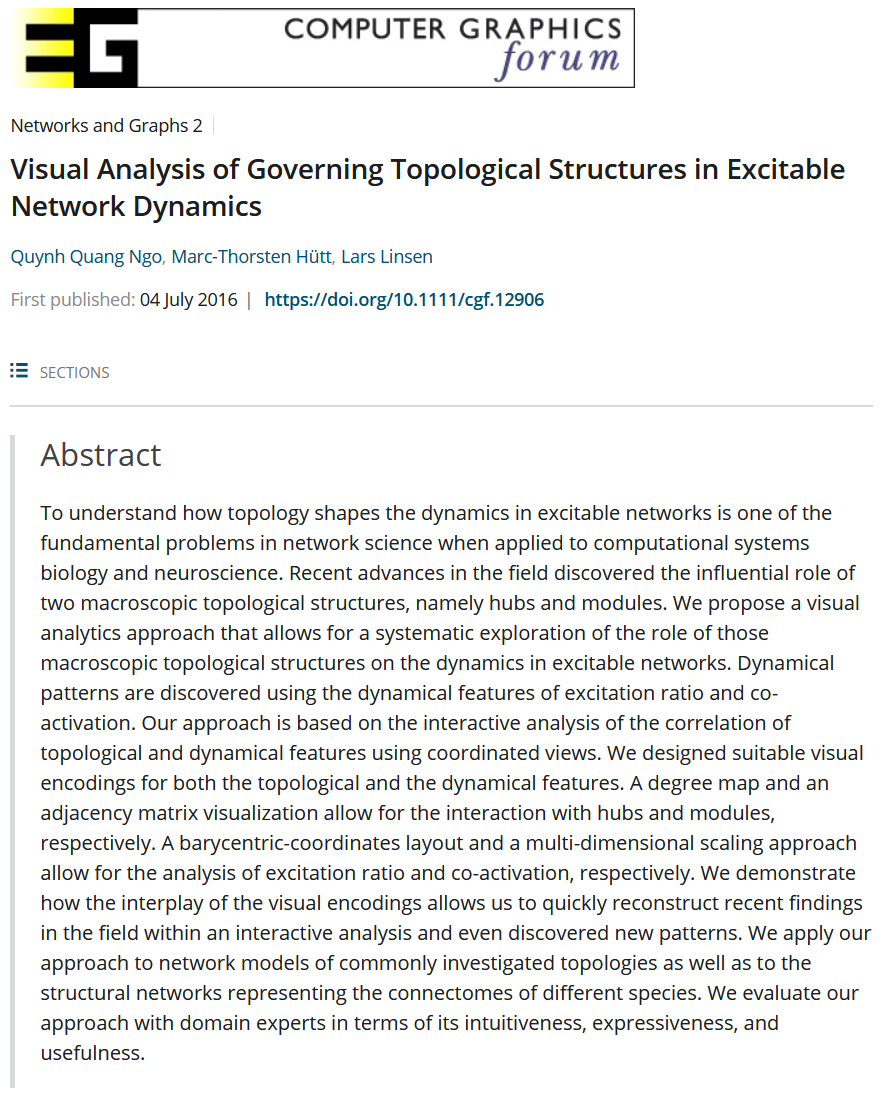 EG
COMPUTER GRAPHICS
forum
Networks and Graphs 2
Visual Analysis of Governing Topological Structures in Excitable
Network Dynamics
Quynh Quang Ngo, Marc-Thorsten Hütt, Lars Linsen
First published: 04 July 2016 | https://doi.org/10.1111/cgf.12906
SECTIONS
Abstract
To understand how topology shapes the dynamics in excitable networks is one of the
fundamental problems in network science when applied to computational systems
biology and neuroscience. Recent advances in the field discovered the influential role of
two macroscopic topological structures, namely hubs and modules. We propose a visual
analytics approach that allows for a systematic exploration of the role of those
macroscopic topological structures on the dynamics in excitable networks. Dynamical
patterns are discovered using the dynamical features of excitation ratio and co-
activation. Our approach is based on the interactive analysis of the correlation of
topological and dynamical features using coordinated views. We designed suitable visual
encodings for both the topological and the dynamical features. A degree map and an
adjacency matrix visualization allow for the interaction with hubs and modules,
respectively. A barycentric-coordinates layout and a multi-dimensional scaling approach
allow for the analysis of excitation ratio and co-activation, respectively. We demonstrate
how the interplay of the visual encodings allows us to quickly reconstruct recent findings
in the field within an interactive analysis and even discovered new patterns. We apply our
approach to network models of commonly investigated topologies as well as to the
structural networks representing the connectomes of different species. We evaluate our
approach with domain experts in terms of its intuitiveness, expressiveness, and
usefulness.